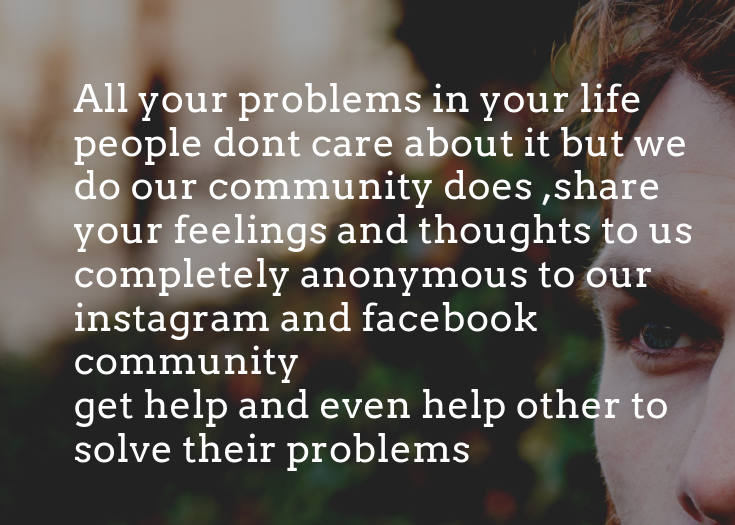 All your problems in your life
people dont care about it but we
do our community does ,share
your feelings and thoughts to us
completely anonymous to our
instagram and facebook
community
get help and even help other to
solve their problems